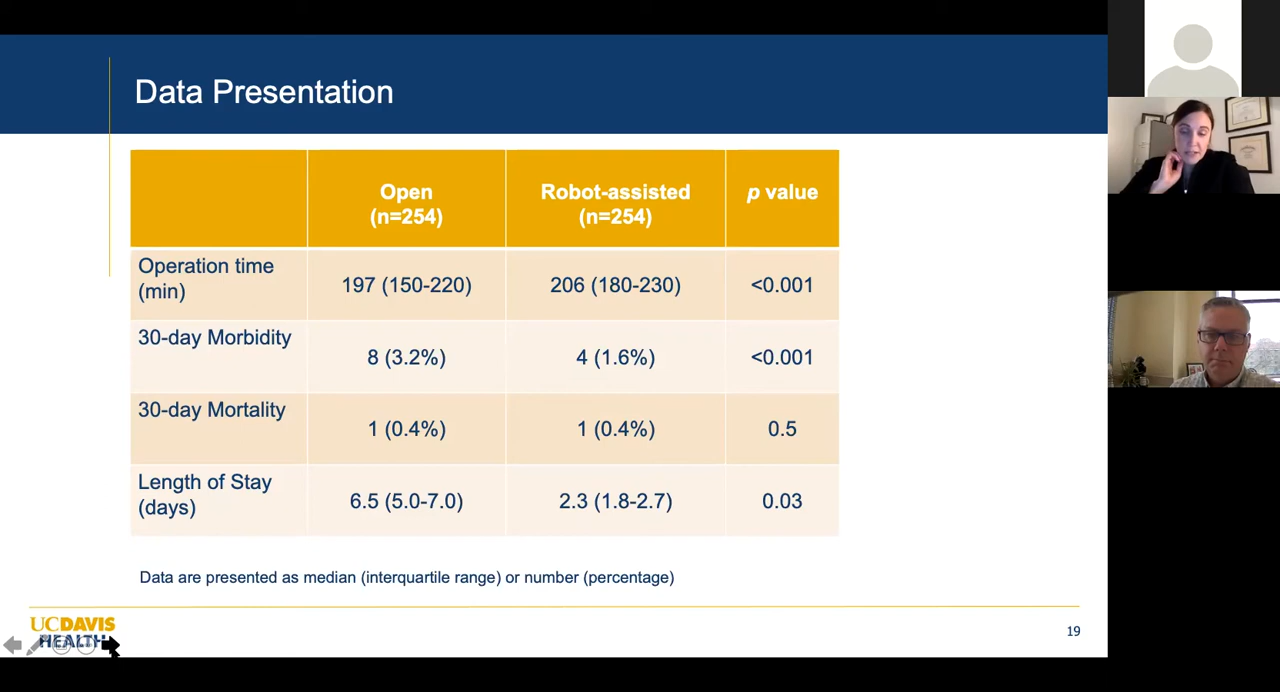 Data Presentation
Open
(n=254)
Robot-assisted
(n=254)
p value
Operation time
(min)
197 (150-220)
206 (180-230)
<0.001
30-day Morbidity
8 (3.2%)
4 (1.6%)
<0.001
30-day Mortality
1 (0.4%)
1 (0.4%)
0.5
Length of Stay
(days)
6.5 (5.0-7.0)
2.3 (1.8-2.7)
0.03
Data are presented as median (interquartile range) or number (percentage)
UCDAVIS
HEALTH
19